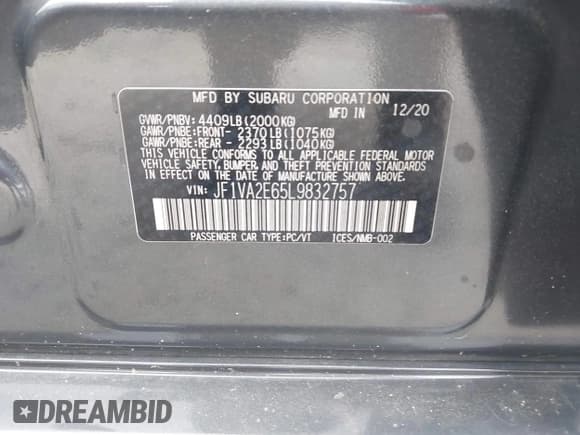 MFD BY SUBARU CORPORATION
MFD IN 12/20
GVWR/PNBV: 4409LB(2000KG)
GAWR/PNBE:FRONT- 2370LB(1075KG)
GAWR/PNBE:REAR - 2293LB(1040KG)
THIS VEHICLE CONFORMS TO ALL APPLICABLE FEDERAL MOTOR
VEHICLE SAFETY, BUMPER, AND THEFT PREVENTION STANDARDS
IN EFFECT ON THE DATE OF MANUFACTURE SHOWN ABOVE.
VIN: JF1VA2E65L9832757
PASSENGER CAR TYPE:PC/VT ICES/NMB-002
DREAMBID